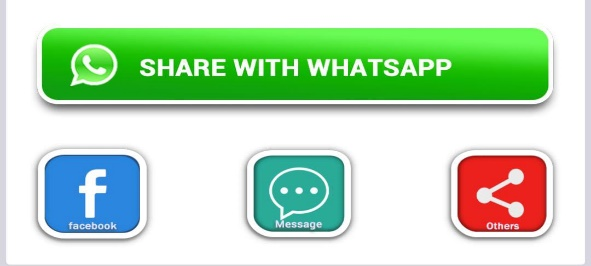 SHARE WITH WHATSAPP
facebook
Message
Others